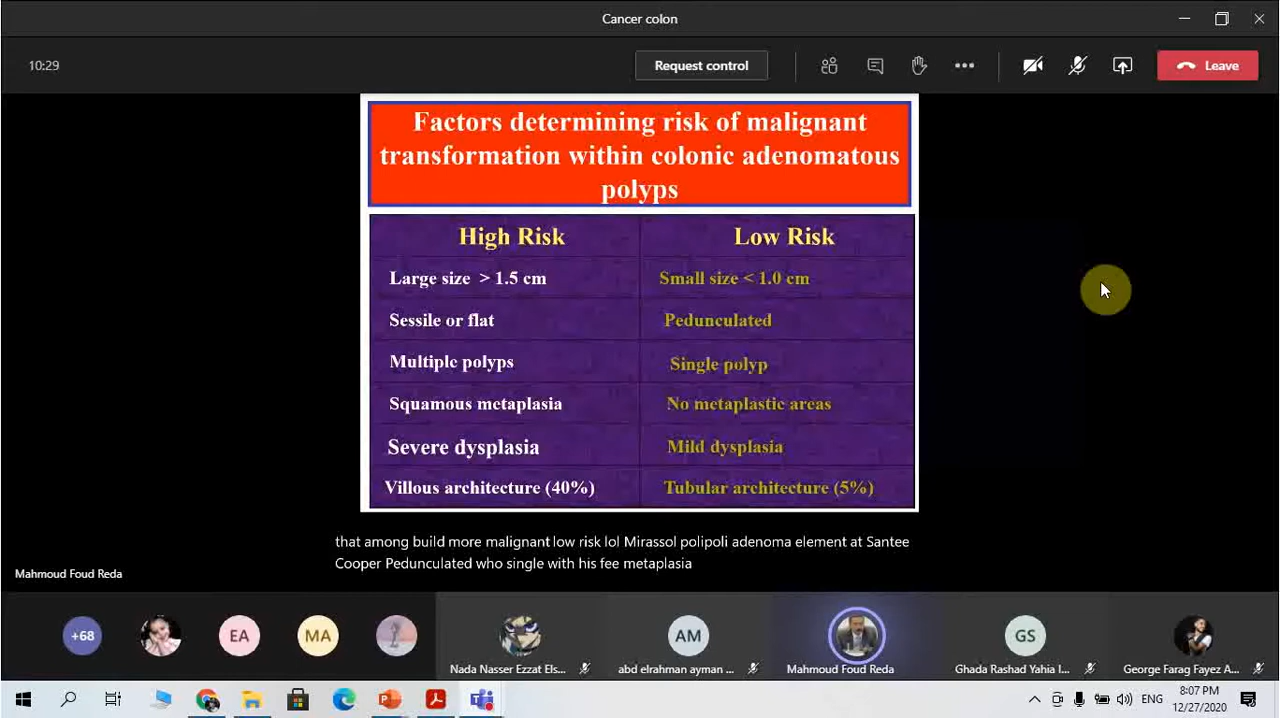 Cancer colon
10:29
Request control
Leave
Factors determining risk of malignant
transformation within colonic adenomatous
polyps
High Risk
Low Risk
Large size > 1.5 cm
Small size < 1.0 cm
Sessile or flat
Pedunculated
Multiple polyps
Single polyp
Squamous metaplasia
No metaplastic areas
Severe dysplasia
Mild dysplasia
Villous architecture (40%)
Tubular architecture (5%)
that among build more malignant low risk lol Mirassol polipoli adenoma element at Santee
Cooper Pedunculated who single with his fee metaplasia
Mahmoud Foud Reda
+68
EA
MA
AM
GS
Nada Nasser Ezzat Els...
abd elrahman ayman ...
Mahmoud Foud Reda
Ghada Rashad Yahia I...
George Farag Fayez A...
ENG
8:07 PM
12/27/2020